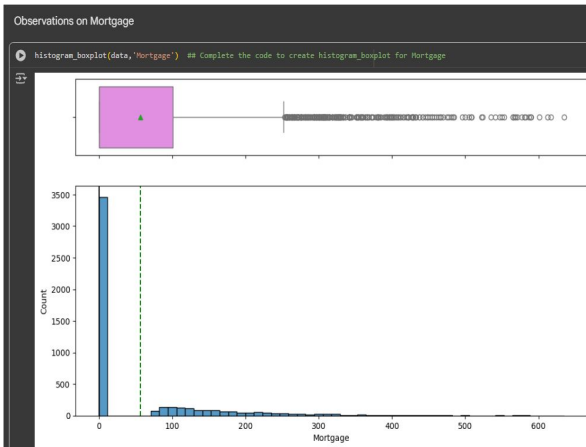 Observations on Mortgage
histogram_boxplot(data,'Mortgage')  ## Complete the code to create histogram_boxplot for Mortgage
3500
3000
2500
2000
1500
1000
500
0
Count
0 100 200 300 400 500 600
Mortgage